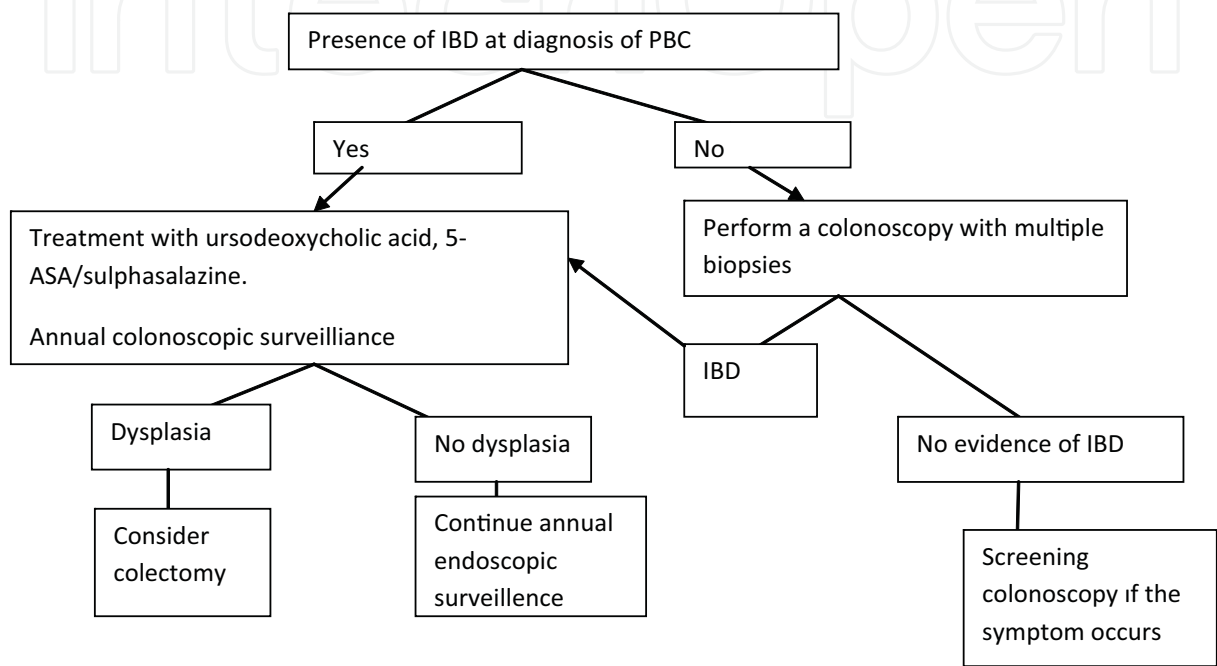 IntechOpen
Presence of IBD at diagnosis of PBC
Yes
No
Treatment with ursodeoxycholic acid, 5-
ASA/sulphasalazine.
Annual colonoscopic surveilliance
Perform a colonoscopy with multiple
biopsies
IBD
Dysplasia
No dysplasia
No evidence of IBD
Consider
colectomy
Continue annual
endoscopic
surveillence
Screening
colonoscopy ıf the
symptom occurs